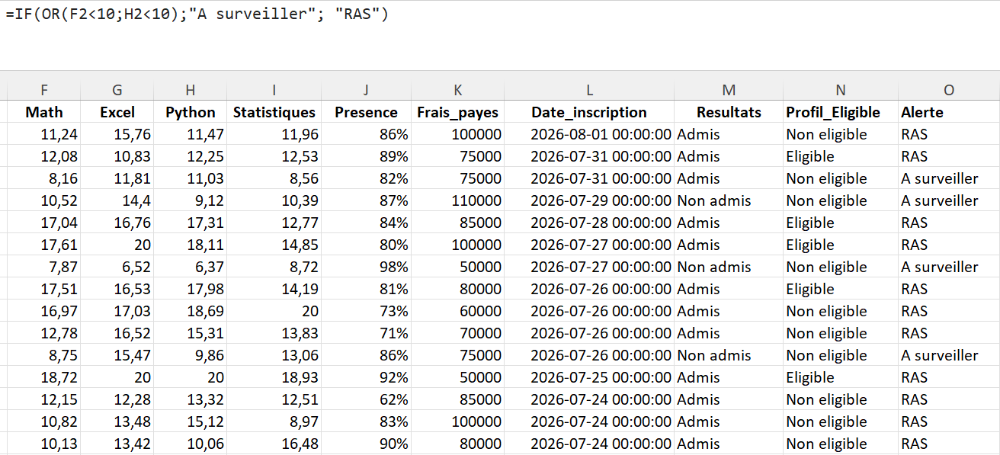 =IF(OR(F2<10;H2<10);"A surveiller"; "RAS")
F G H I J K L M N O
Math Excel Python Statistiques Presence Frais_payes Date_inscription Resultats Profil_Eligible Alerte
11,24 15,76 11,47 11,96 86% 100000 2026-08-01 00:00:00 Admis Non eligible RAS
12,08 10,83 12,25 12,53 89% 75000 2026-07-31 00:00:00 Admis Eligible RAS
8,16 11,81 11,03 8,56 82% 75000 2026-07-31 00:00:00 Admis Non eligible A surveiller
10,52 14,4 9,12 10,39 87% 110000 2026-07-29 00:00:00 Non admis Non eligible A surveiller
17,04 16,76 17,31 12,77 84% 85000 2026-07-28 00:00:00 Admis Eligible RAS
17,61 20 18,11 14,85 80% 100000 2026-07-27 00:00:00 Admis Eligible RAS
7,87 6,52 6,37 8,72 98% 50000 2026-07-27 00:00:00 Non admis Non eligible A surveiller
17,51 16,53 17,98 14,19 81% 80000 2026-07-26 00:00:00 Admis Eligible RAS
16,97 17,03 18,69 20 73% 60000 2026-07-26 00:00:00 Admis Non eligible RAS
12,78 16,52 15,31 13,83 71% 70000 2026-07-26 00:00:00 Admis Non eligible RAS
8,75 15,47 9,86 13,06 86% 75000 2026-07-26 00:00:00 Non admis Non eligible A surveiller
18,72 20 20 18,93 92% 50000 2026-07-25 00:00:00 Admis Eligible RAS
12,15 12,28 13,32 12,51 62% 85000 2026-07-24 00:00:00 Admis Non eligible RAS
10,82 13,48 15,12 8,97 83% 100000 2026-07-24 00:00:00 Admis Non eligible RAS
10,13 13,42 10,06 16,48 90% 80000 2026-07-24 00:00:00 Admis Non eligible RAS